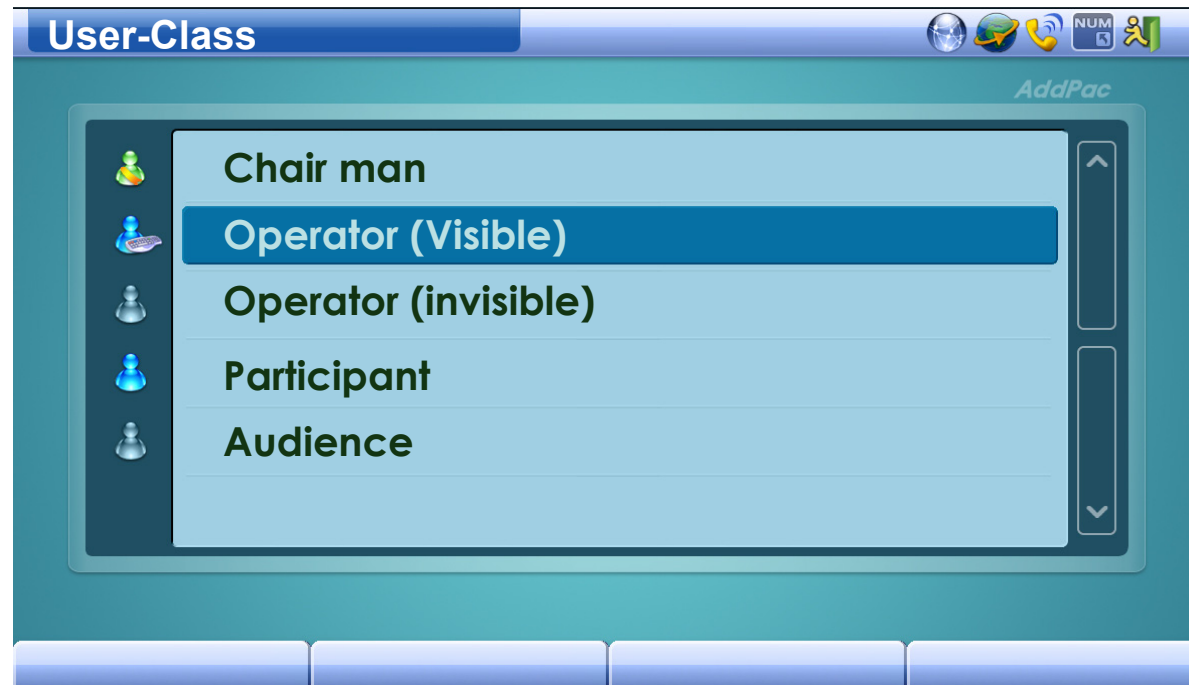 User-Class
NUM
AddPac
Chair man
Operator (Visible)
Operator (invisible)
Participant
Audience